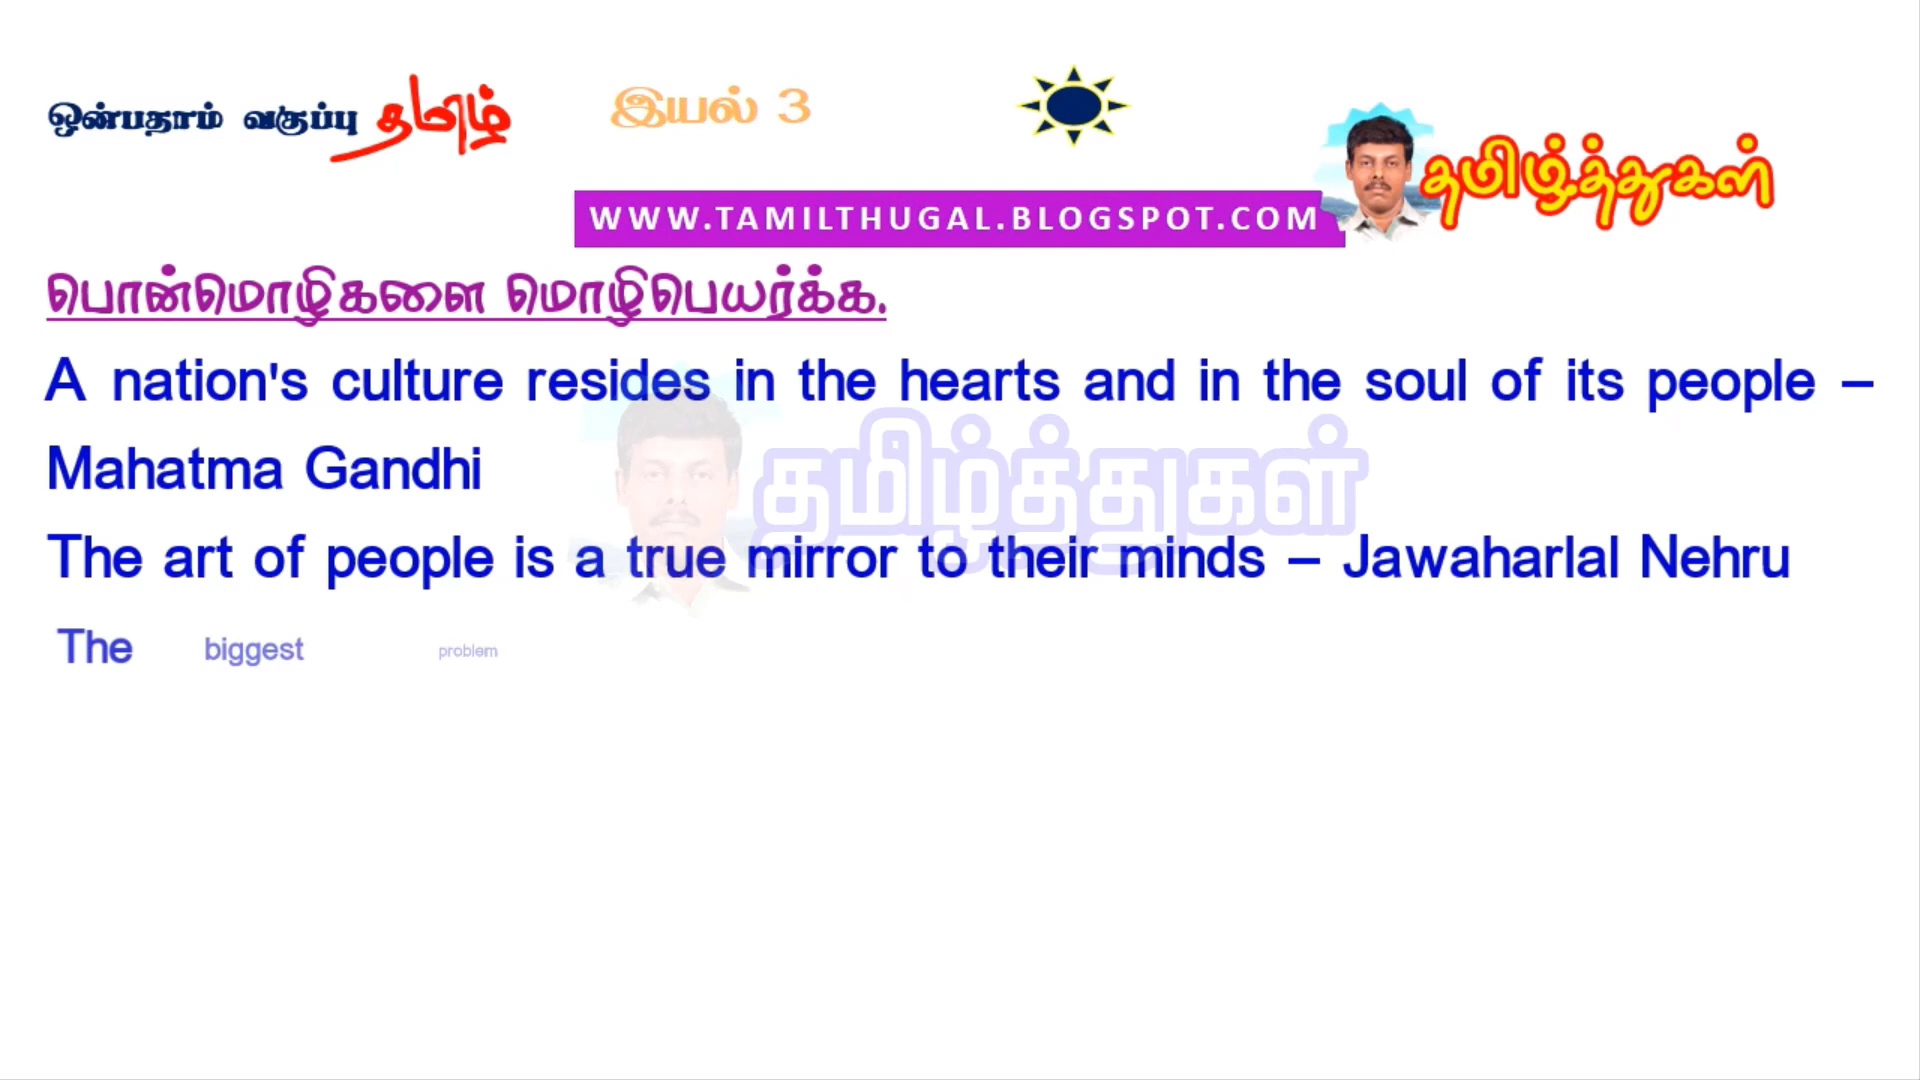 ஒன்பதாம் வகுப்பு தமிழ்
இயல் 3
தமிழ்த்துகள்
WWW.TAMILTHUGAL.BLOGSPOT.COM
பொன்மொழிகளை மொழிபெயர்க்க.
A nation's culture resides in the hearts and in the soul of its people –
Mahatma Gandhi
தமிழ்த்துகள்
The art of people is a true mirror to their minds – Jawaharlal Nehru
The biggest problem